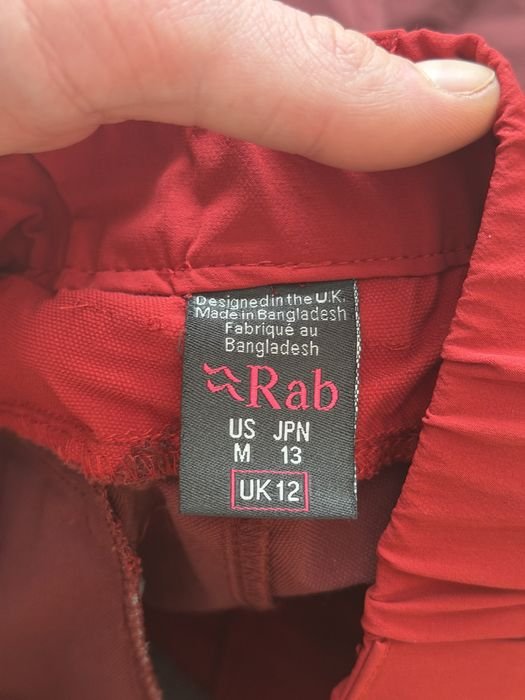 Designed in the U.K.
Made in Bangladesh
Fabriqué au
Bangladesh
Rab
US JPN
M 13
UK 12